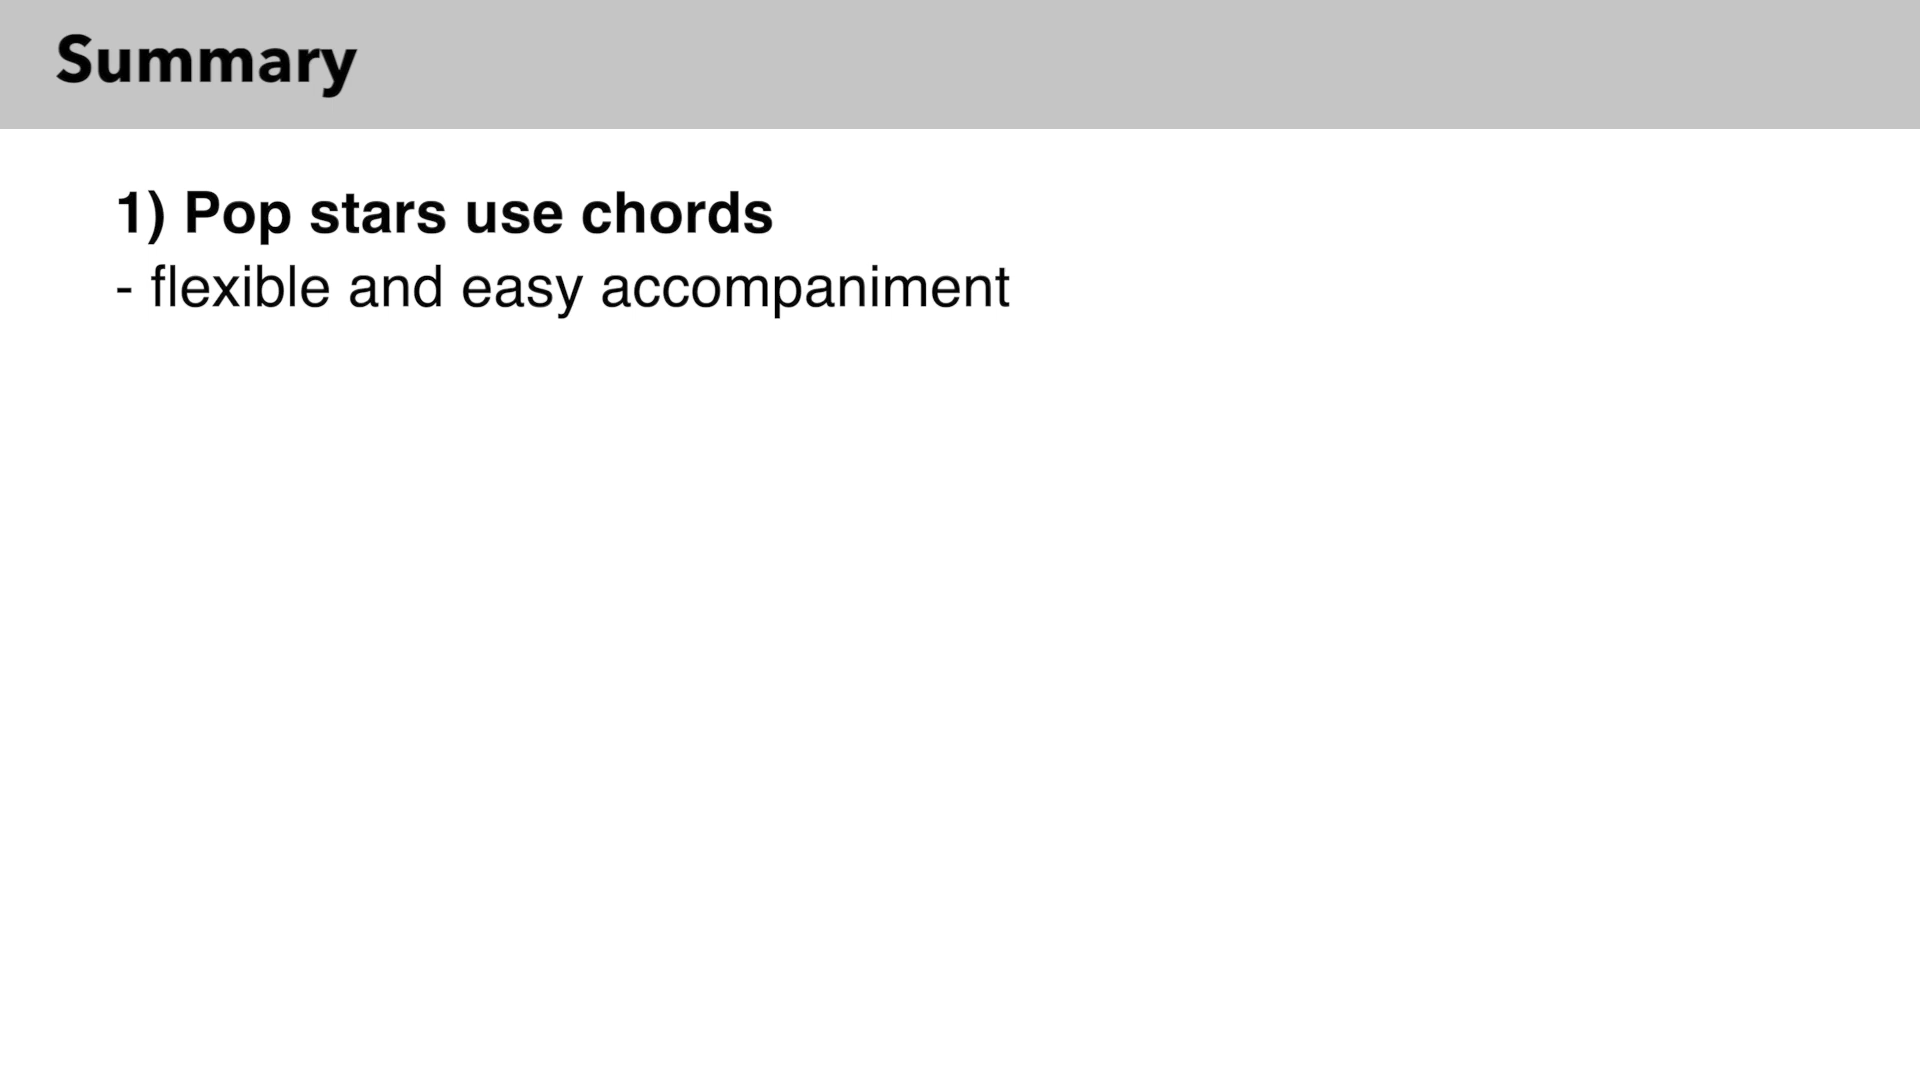 Summary
1) Pop stars use chords
- flexible and easy accompaniment